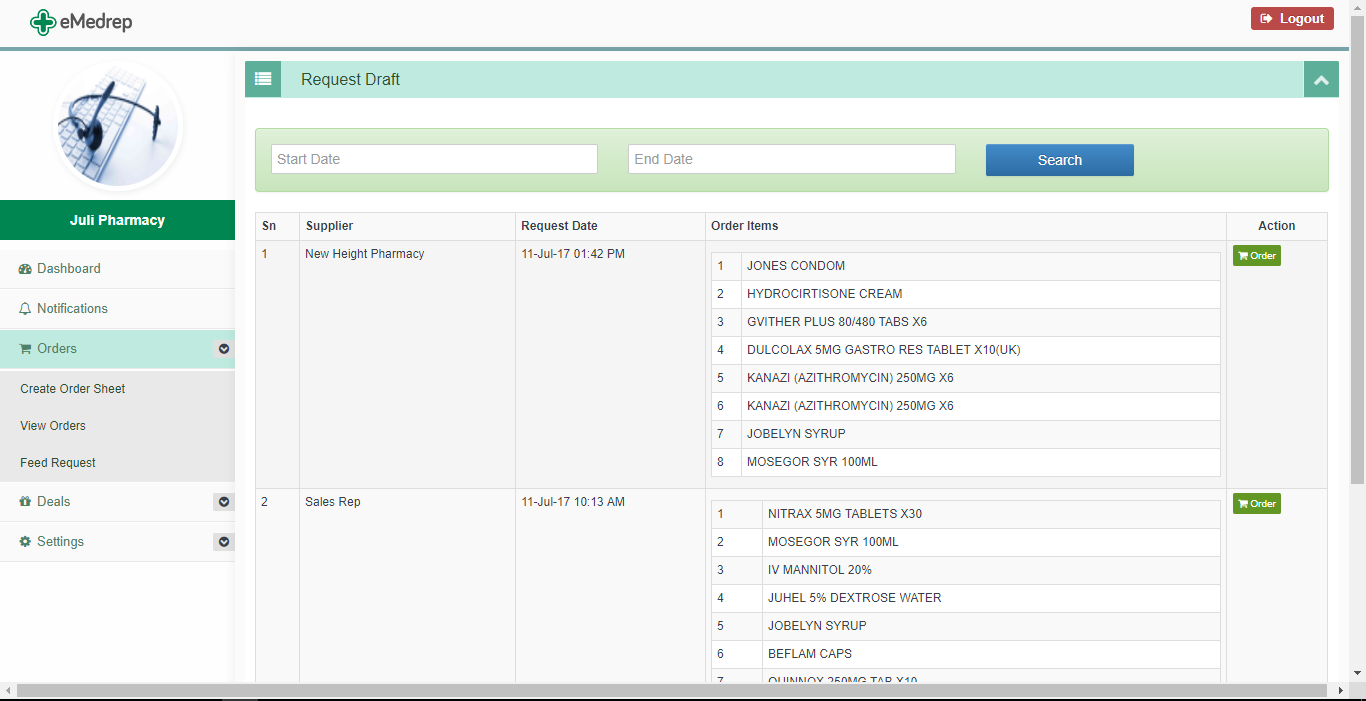 eMedrep
Logout
Juli Pharmacy
Dashboard
Notifications
Orders
Create Order Sheet
View Orders
Feed Request
Deals
Settings
Request Draft
Start Date End Date Search
Sn Supplier Request Date Order Items Action
1 New Height Pharmacy 11-Jul-17 01:42 PM Order
1 JONES CONDOM
2 HYDROCIRTISONE CREAM
3 GVITHER PLUS 80/480 TABS X6
4 DULCOLAX 5MG GASTRO RES TABLET X10(UK)
5 KANAZI (AZITHROMYCIN) 250MG X6
6 KANAZI (AZITHROMYCIN) 250MG X6
7 JOBELYN SYRUP
8 MOSEGOR SYR 100ML
2 Sales Rep 11-Jul-17 10:13 AM Order
1 NITRAX 5MG TABLETS X30
2 MOSEGOR SYR 100ML
3 IV MANNITOL 20%
4 JUHEL 5% DEXTROSE WATER
5 JOBELYN SYRUP
6 BEFLAM CAPS
7 QUINNOX 250MG TAB X10